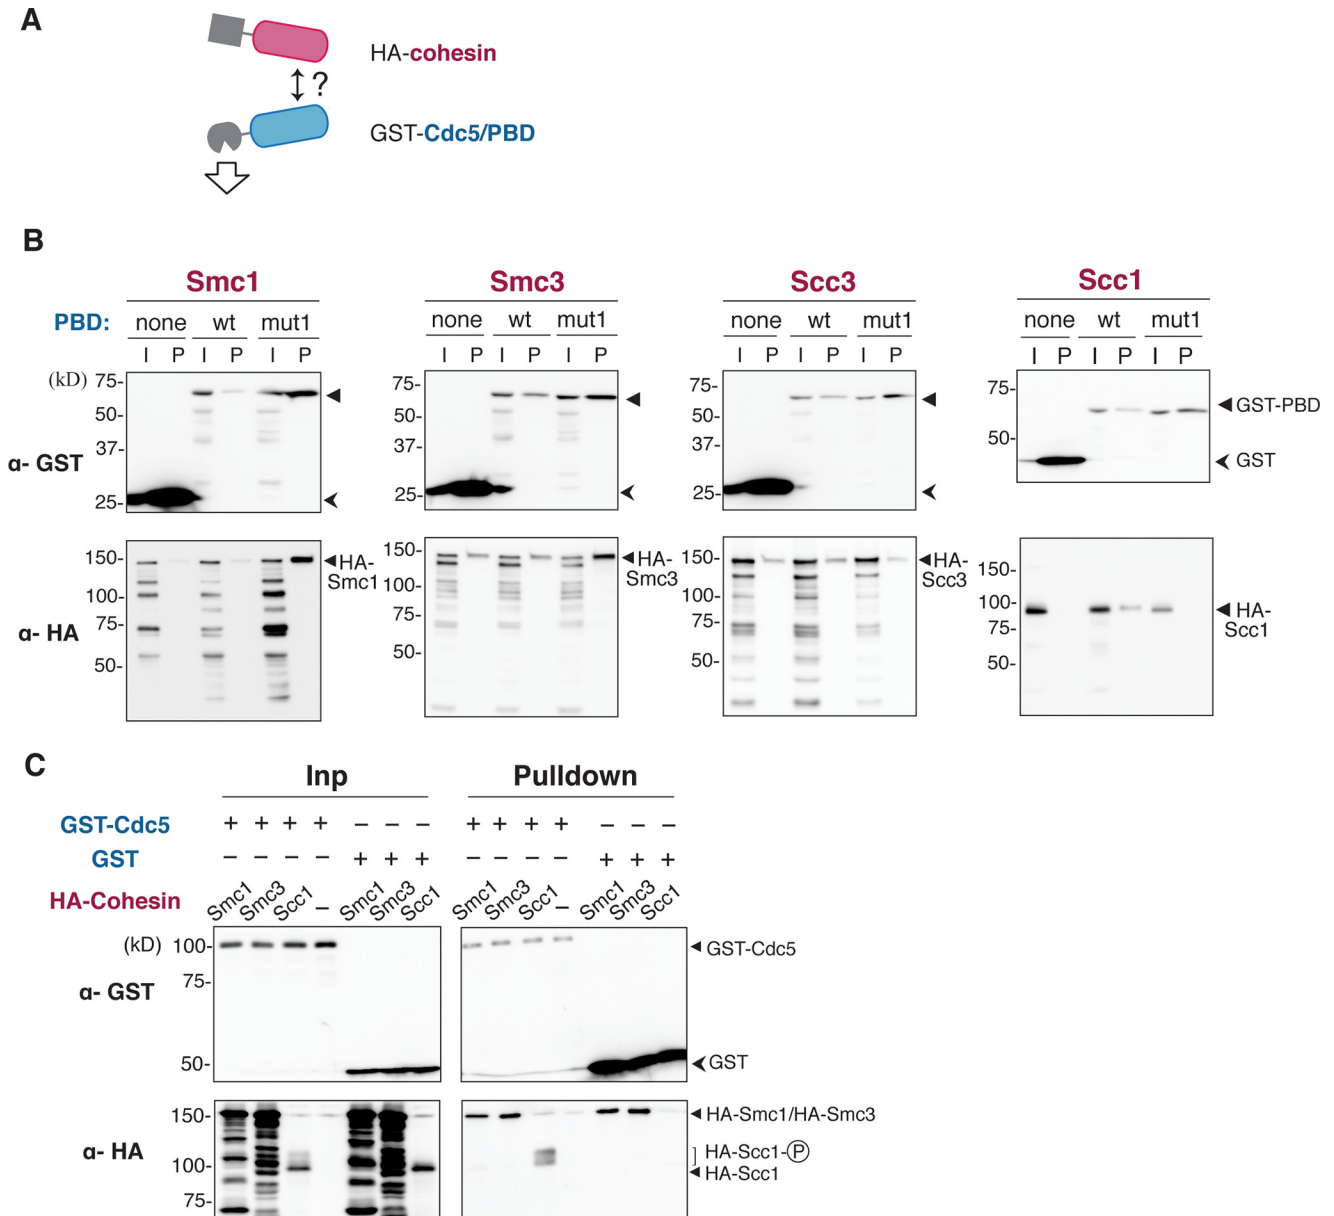 A
HA-cohesin
?
GST-Cdc5/PBD
B
Smc1 Smc3 Scc3 Scc1
PBD: none wt mut1 none wt mut1 none wt mut1 none wt mut1
I P I P I P I P I P I P I P I P I P I P I P I P
(kD) 75- 75- 75- 75-
GST-PBD
50- 50- 50- 50-
37- 37- 37-
α- GST
GST
25- 25- 25-
150- 150- 150- 150-
HA-Smc1
HA-Smc3
HA-Scc3
HA-Scc1
100- 100- 100- 100-
75- 75- 75- 75-
α- HA
50- 50- 50- 50-
C
Inp Pulldown
GST-Cdc5 + + + + – – – + + + + – – –
GST – – – – + + + – – – – + + +
HA-Cohesin Smc1 Smc3 Scc1 – Smc1 Smc3 Scc1 Smc1 Smc3 Scc1 – Smc1 Smc3 Scc1
(kD) 100- GST-Cdc5
75-
α- GST
50- GST
150- HA-Smc1/HA-Smc3
α- HA
HA-Scc1-P
100- HA-Scc1
75-